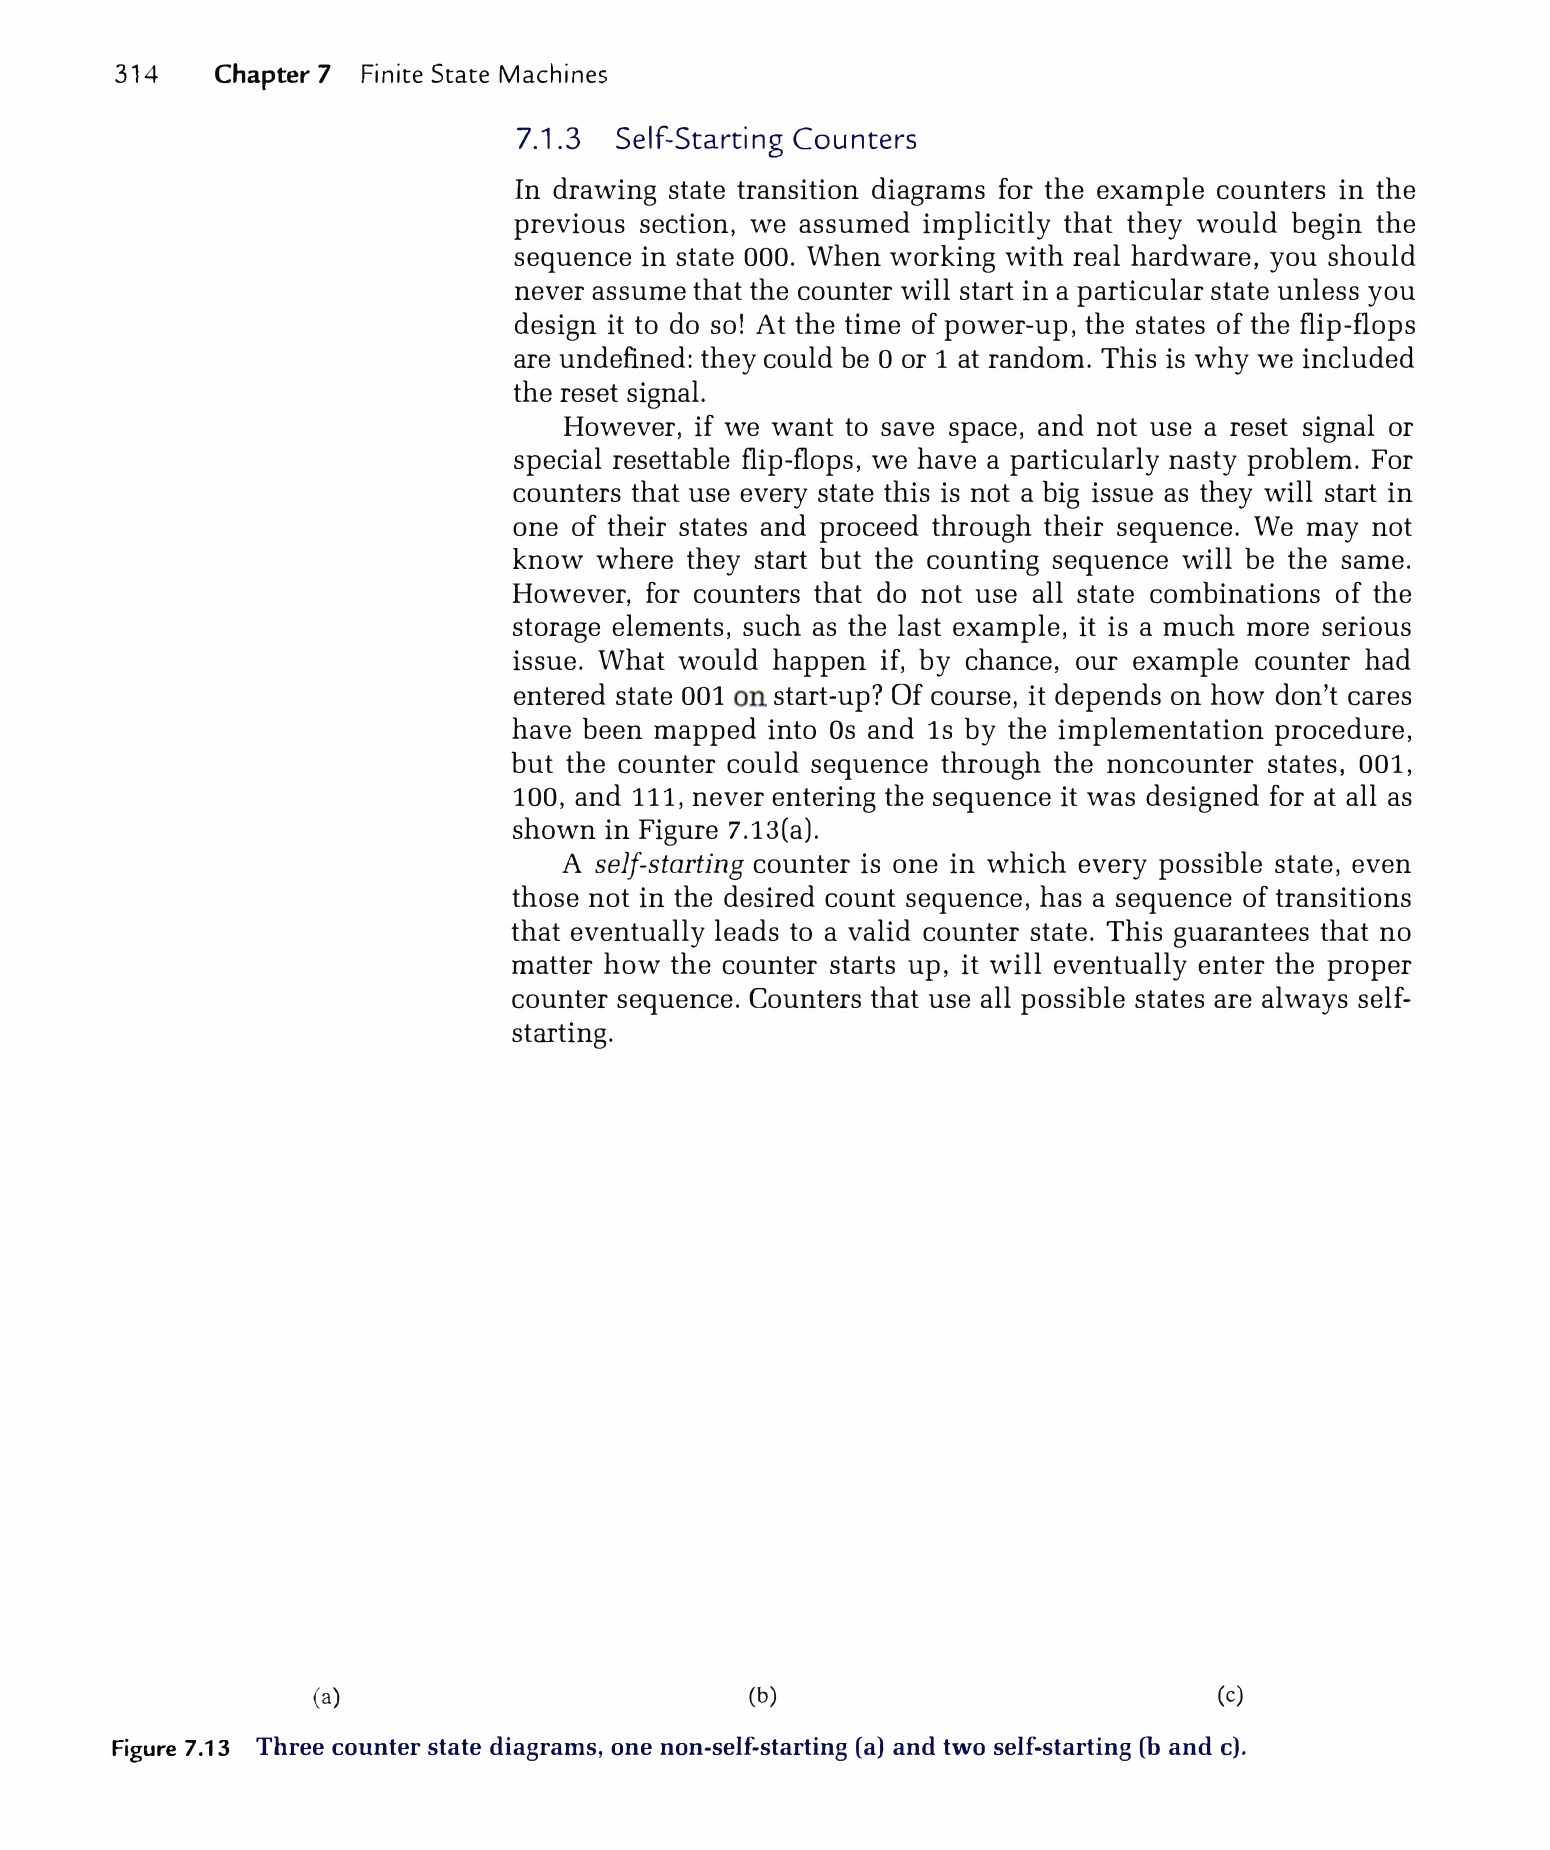 314 Chapter 7 Finite State Machines
7.1.3 Self-Starting Counters
In drawing state transition diagrams for the example counters in the
previous section, we assumed implicitly that they would begin the
sequence in state 000. When working with real hardware, you should
never assume that the counter will start in a particular state unless you
design it to do so! At the time of power-up, the states of the flip-flops
are undefined: they could be 0 or 1 at random. This is why we included
the reset signal.
However, if we want to save space, and not use a reset signal or
special resettable flip-flops, we have a particularly nasty problem. For
counters that use every state this is not a big issue as they will start in
one of their states and proceed through their sequence. We may not
know where they start but the counting sequence will be the same.
However, for counters that do not use all state combinations of the
storage elements, such as the last example, it is a much more serious
issue. What would happen if, by chance, our example counter had
entered state 001 on start-up? Of course, it depends on how don't cares
have been mapped into 0s and 1s by the implementation procedure,
but the counter could sequence through the noncounter states, 001,
100, and 111, never entering the sequence it was designed for at all as
shown in Figure 7.13(a).
A self-starting counter is one in which every possible state, even
those not in the desired count sequence, has a sequence of transitions
that eventually leads to a valid counter state. This guarantees that no
matter how the counter starts up, it will eventually enter the proper
counter sequence. Counters that use all possible states are always self-
starting.
(a) (b) (c)
Figure 7.13 Three counter state diagrams, one non-self-starting (a) and two self-starting (b and c).